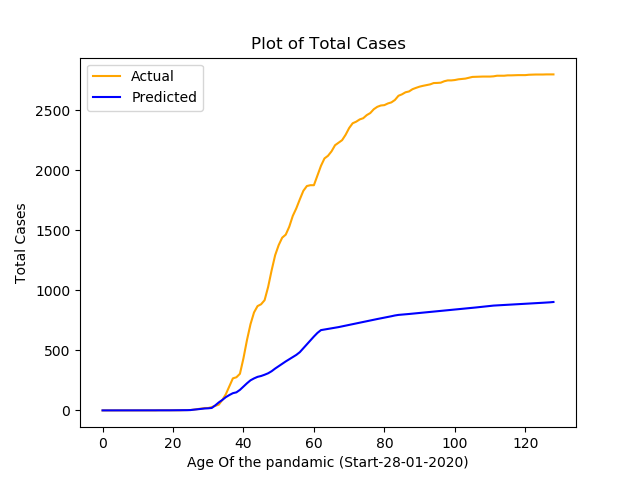 Plot of Total Cases
Actual
Predicted
2500
2000
1500
1000
500
0
Total Cases
0 20 40 60 80 100 120
Age Of the pandamic (Start-28-01-2020)